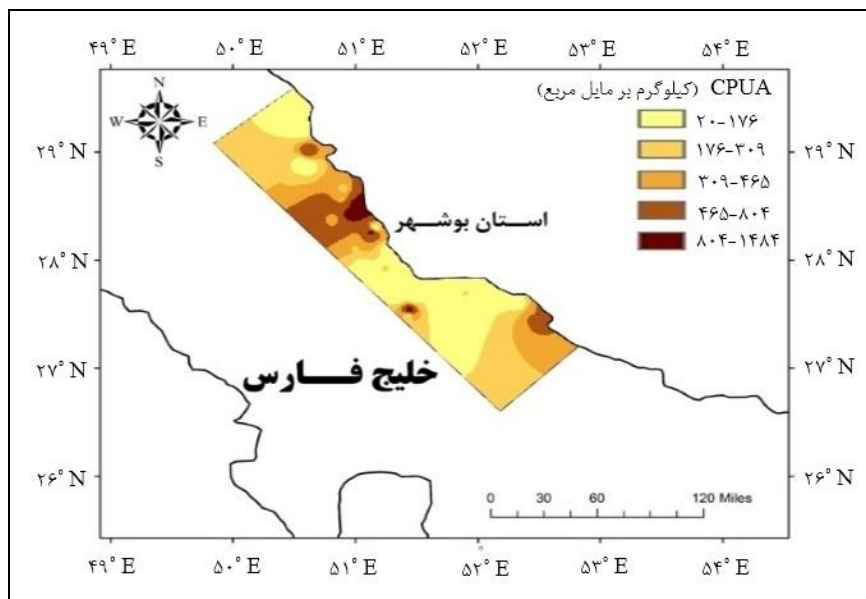 ۴۹° E ۵۰° E ۵۱° E ۵۲° E ۵۳° E ۵۴° E
N
W E
S
CPUA (کیلوگرم بر مایل مربع)
۲۰-۱۷۶
۱۷۶-۳۰۹
۳۰۹-۴۶۵
۴۶۵-۸۰۴
۸۰۴-۱۴۸۴
۲۹° N ۲۹° N
استان بوشهر
۲۸° N ۲۸° N
خلیج فارس
۲۷° N ۲۷° N
۲۶° N ۲۶° N
0 30 60 120 Miles
۴۹° E ۵۰° E ۵۱° E ۵۲° E ۵۳° E ۵۴° E